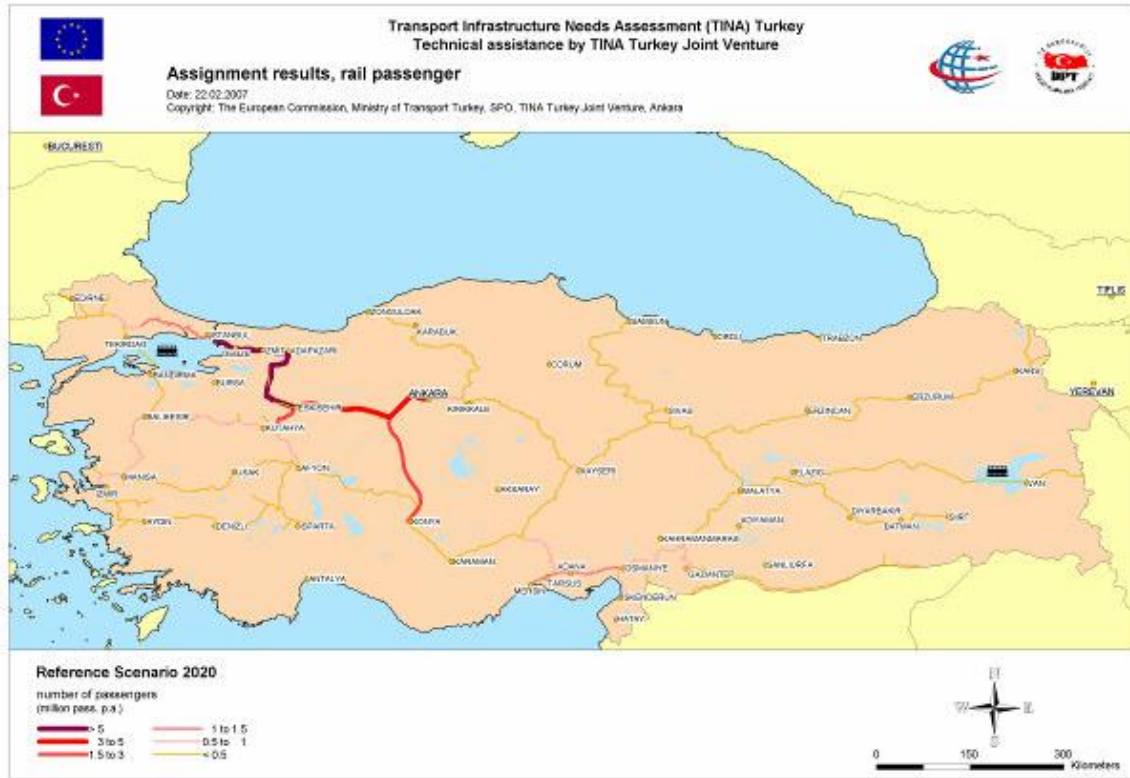 Transport Infrastructure Needs Assessment (TINA) Turkey
Technical assistance by TINA Turkey Joint Venture
Assignment results, rail passenger
Date: 22.02.2007
Copyright: The European Commission, Ministry of Transport Turkey, SPO, TINA Turkey Joint Venture, Ankara
DPT
BUCURESTI
TIFLIS
EDIRNE
ZONGULDAK
SAMSUN
ISTANBUL
KARABUK
ORDU
TRABZON
TEKIRDAG
IZMIT
ADAPAZARI
CORUM
KARS
YEREVAN
BURSA
ANKARA
KIRIKKALE
ERZURUM
BALIKESIR
ESKISEHIR
SIVAS
ERZINCAN
KUTAHYA
MANISA
USAK
AFYON
KAYSERI
ELAZIG
VAN
IZMIR
AKSARAY
MALATYA
AYDIN
DENIZLI
ISPARTA
KONYA
ADIYAMAN
DIYARBAKIR
BATMAN
SIIRT
KARAMAN
KAHRAMANMARAS
ANTALYA
ADANA
OSMANIYE
GAZIANTEP
SANLIURFA
MERSIN
TARSUS
ISKENDERUN
HATAY
Reference Scenario 2020
number of passengers
(million pass. p.a.)
> 5
1 to 1.5
3 to 5
0.5 to 1
1.5 to 3
< 0.5
N
W
E
S
0 150 300
Kilometers